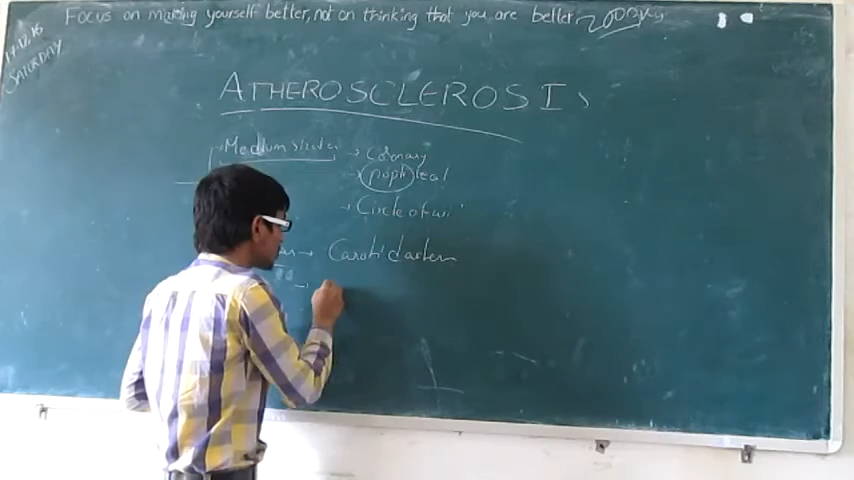 Focus on making yourself better, not on thinking that you are better
17.12.16
SATURDAY
ATHEROSCLEROSIS
Medium sized → Coronary
→ popliteal
→ Circle of wi
→ Carotid artery
→